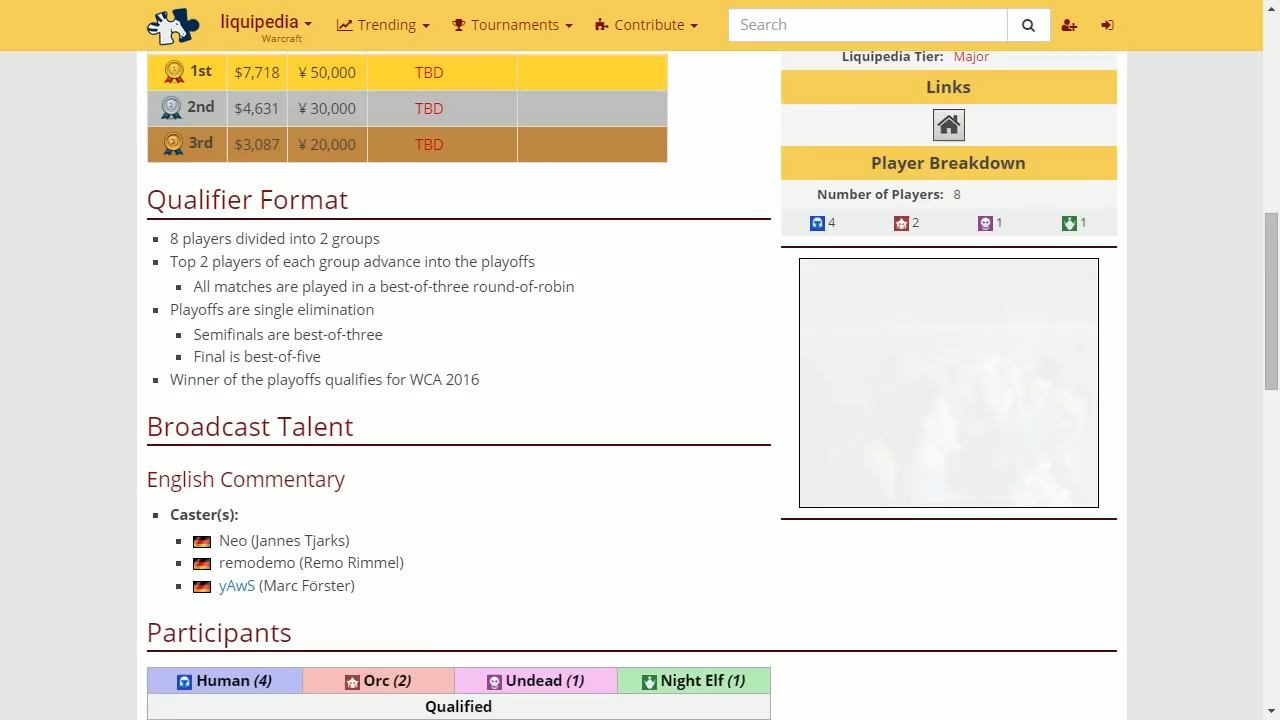 liquipedia
Warcraft
Trending
Tournaments
Contribute
Search
1st $7,718 ¥ 50,000 TBD
2nd $4,631 ¥ 30,000 TBD
3rd $3,087 ¥ 20,000 TBD
Liquipedia Tier: Major
Links
Player Breakdown
Number of Players: 8
4 2 1 1
Qualifier Format
8 players divided into 2 groups
Top 2 players of each group advance into the playoffs
All matches are played in a best-of-three round-of-robin
Playoffs are single elimination
Semifinals are best-of-three
Final is best-of-five
Winner of the playoffs qualifies for WCA 2016
Broadcast Talent
English Commentary
Caster(s):
Neo (Jannes Tjarks)
remodemo (Remo Rimmel)
yAwS (Marc Förster)
Participants
Human (4) Orc (2) Undead (1) Night Elf (1)
Qualified